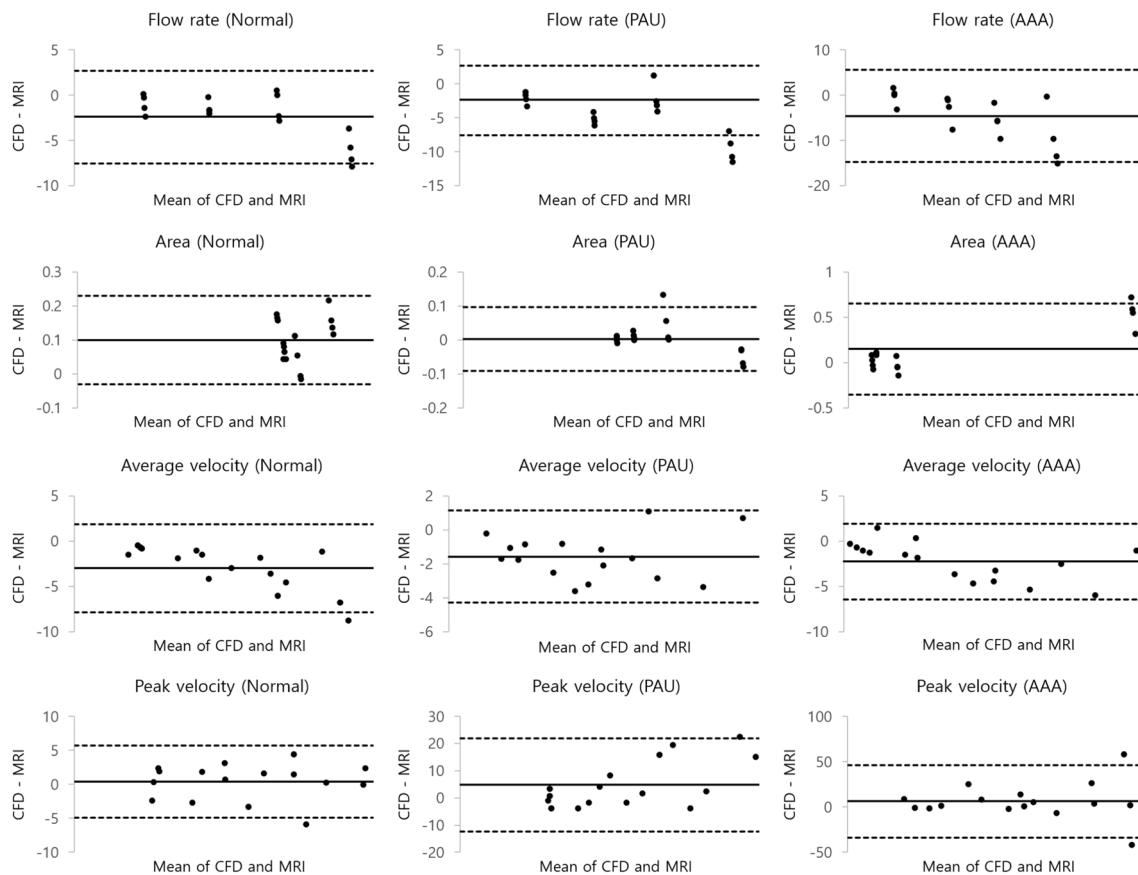 Flow rate (Normal)
5
0
-5
-10
CFD - MRI
Mean of CFD and MRI
Flow rate (PAU)
5
0
-5
-10
-15
CFD - MRI
Mean of CFD and MRI
Flow rate (AAA)
10
0
-10
-20
CFD - MRI
Mean of CFD and MRI
Area (Normal)
0.3
0.2
0.1
0
-0.1
CFD - MRI
Mean of CFD and MRI
Area (PAU)
0.2
0.1
0
-0.1
-0.2
CFD - MRI
Mean of CFD and MRI
Area (AAA)
1
0.5
0
-0.5
CFD - MRI
Mean of CFD and MRI
Average velocity (Normal)
5
0
-5
-10
CFD - MRI
Mean of CFD and MRI
Average velocity (PAU)
2
0
-2
-4
-6
CFD - MRI
Mean of CFD and MRI
Average velocity (AAA)
5
0
-5
-10
CFD - MRI
Mean of CFD and MRI
Peak velocity (Normal)
10
5
0
-5
-10
CFD - MRI
Mean of CFD and MRI
Peak velocity (PAU)
30
20
10
0
-10
-20
CFD - MRI
Mean of CFD and MRI
Peak velocity (AAA)
100
50
0
-50
CFD - MRI
Mean of CFD and MRI